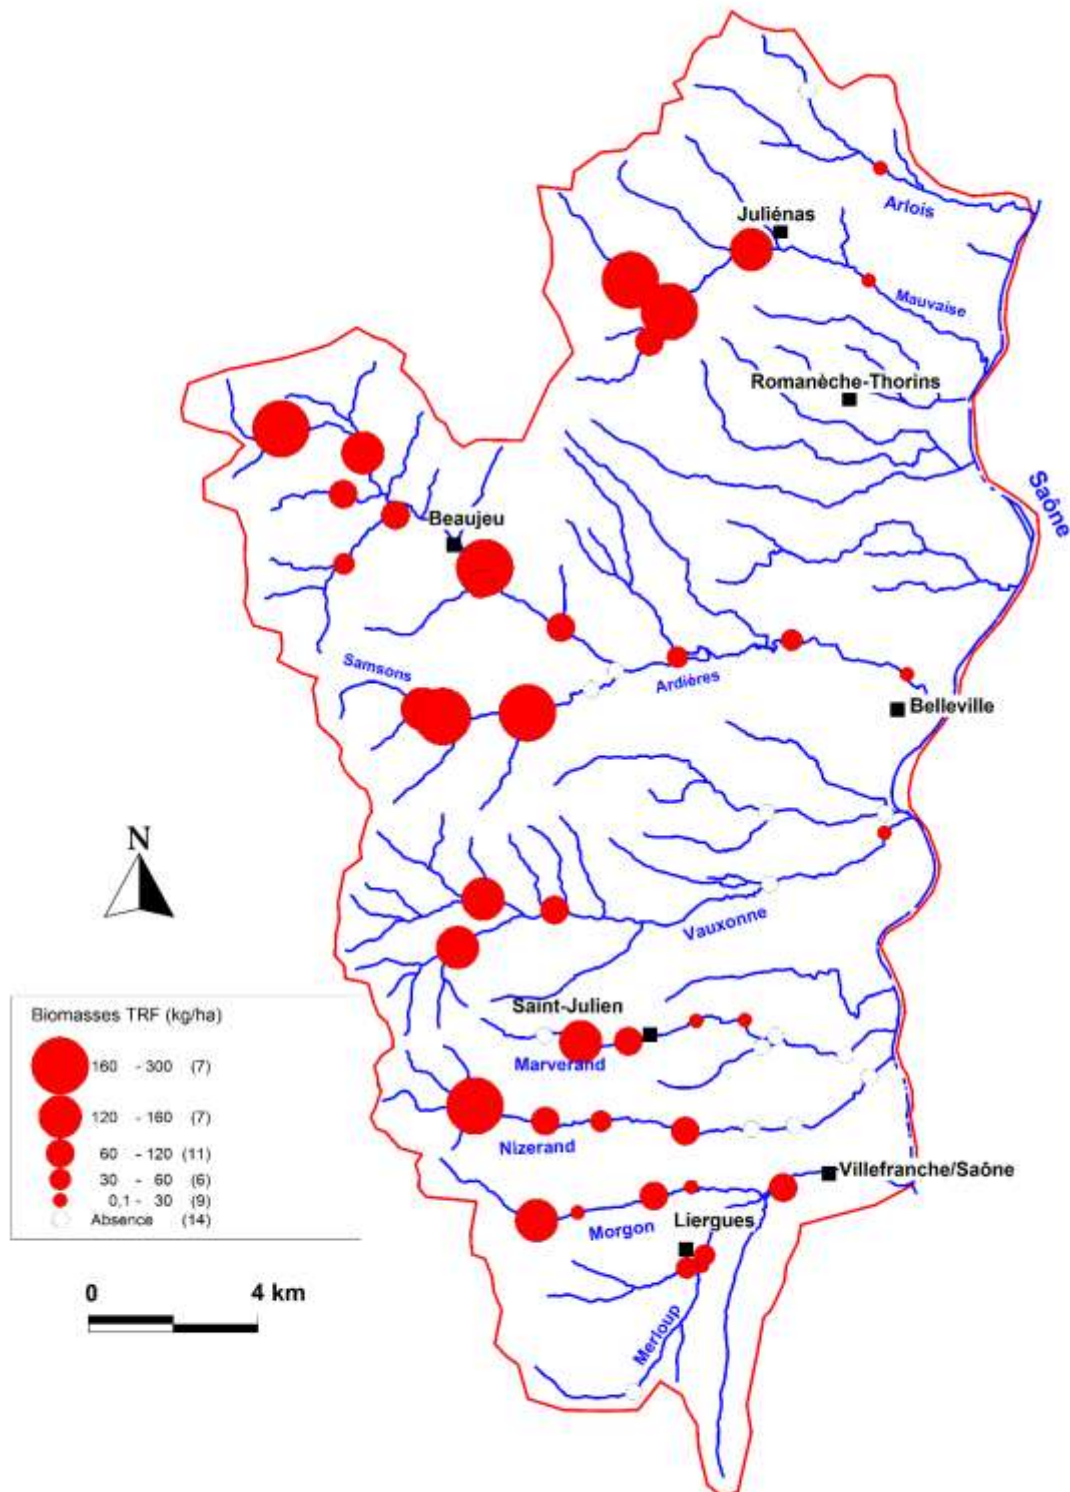 Arlois
Juliénas
Mauvaise
Romanèche-Thorins
Saône
Beaujeu
Samsons
Ardières
Belleville
N
Vauxonne
Saint-Julien
Marverand
Biomasses TRF (kg/ha)
160 - 300 (7)
120 - 160 (7)
60 - 120 (11)
30 - 60 (6)
0,1 - 30 (9)
Absence (14)
Nizerand
Villefranche/Saône
Liergues
Morgon
0 4 km
Merloup